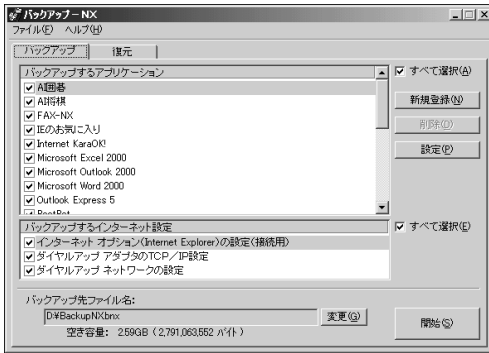 バックアップ－NX
ファイル(F) ヘルプ(H)
バックアップ 復元
バックアップするアプリケーション
すべて選択(A)
AI囲碁
AI将棋
FAX-NX
IEのお気に入り
Internet KaraOK!
Microsoft Excel 2000
Microsoft Outlook 2000
Microsoft Word 2000
Outlook Express 5
PostPet
新規登録(N)
削除(D)
設定(P)
バックアップするインターネット設定
すべて選択(E)
インターネット オプション(Internet Explorer)の設定(接続用)
ダイヤルアップ アダプタのTCP／IP設定
ダイヤルアップ ネットワークの設定
バックアップ先ファイル名:
D:¥BackupNX.bnx
変更(G)
空き容量: 2.59GB ( 2,791,063,552 バイト )
開始(S)